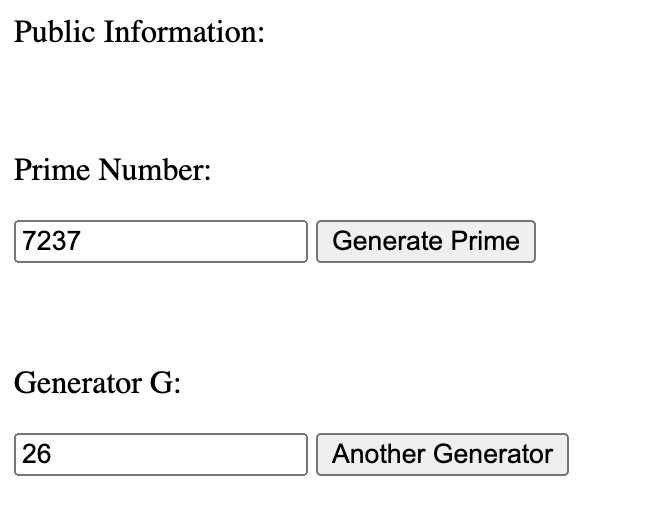 Public Information:
Prime Number:
7237 Generate Prime
Generator G:
26 Another Generator